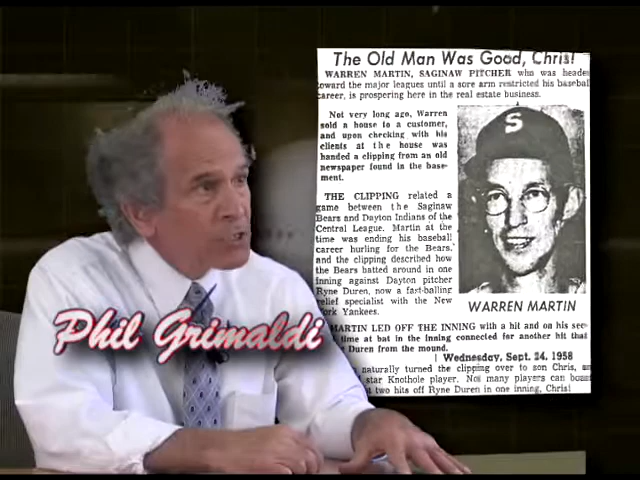 The Old Man Was Good, Chris!
WARREN MARTIN, SAGINAW PITCHER who was headed
toward the major leagues until a sore arm restricted his baseball
career, is prospering here in the real estate business.
Not very long ago, Warren
sold a house to a customer,
and upon checking with his
clients at the house was
handed a clipping from an old
newspaper found in the base-
ment.
THE CLIPPING related a
game between the Saginaw
Bears and Dayton Indians of the
Central League. Martin at the
time was ending his baseball
career hurling for the Bears,
and the clipping described how
the Bears batted around in one
inning against Dayton pitcher
Ryne Duren, now a fast-balling
relief specialist with the New
York Yankees.
S
WARREN MARTIN
MARTIN LED OFF THE INNING with a hit and on his sec-
time at bat in the inning connected for another hit that
Duren from the mound.
Wednesday, Sept. 24, 1958
naturally turned the clipping over to son Chris, an
star Knothole player. Not many players can boast
two hits off Ryne Duren in one inning, Chris!
Phil Grimaldi